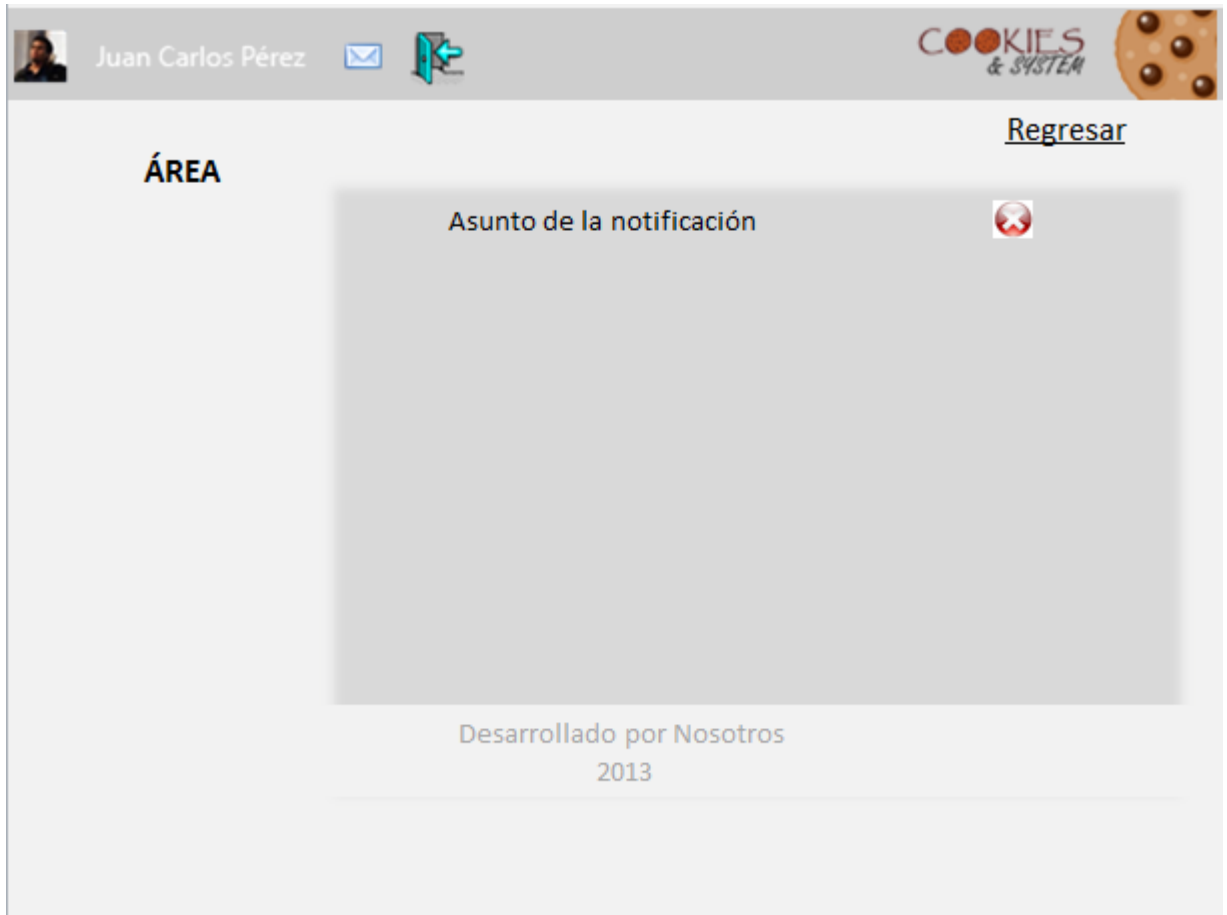 Juan Carlos Pérez
COOKIES
& SYSTEM
Regresar
ÁREA
Asunto de la notificación
Desarrollado por Nosotros
2013